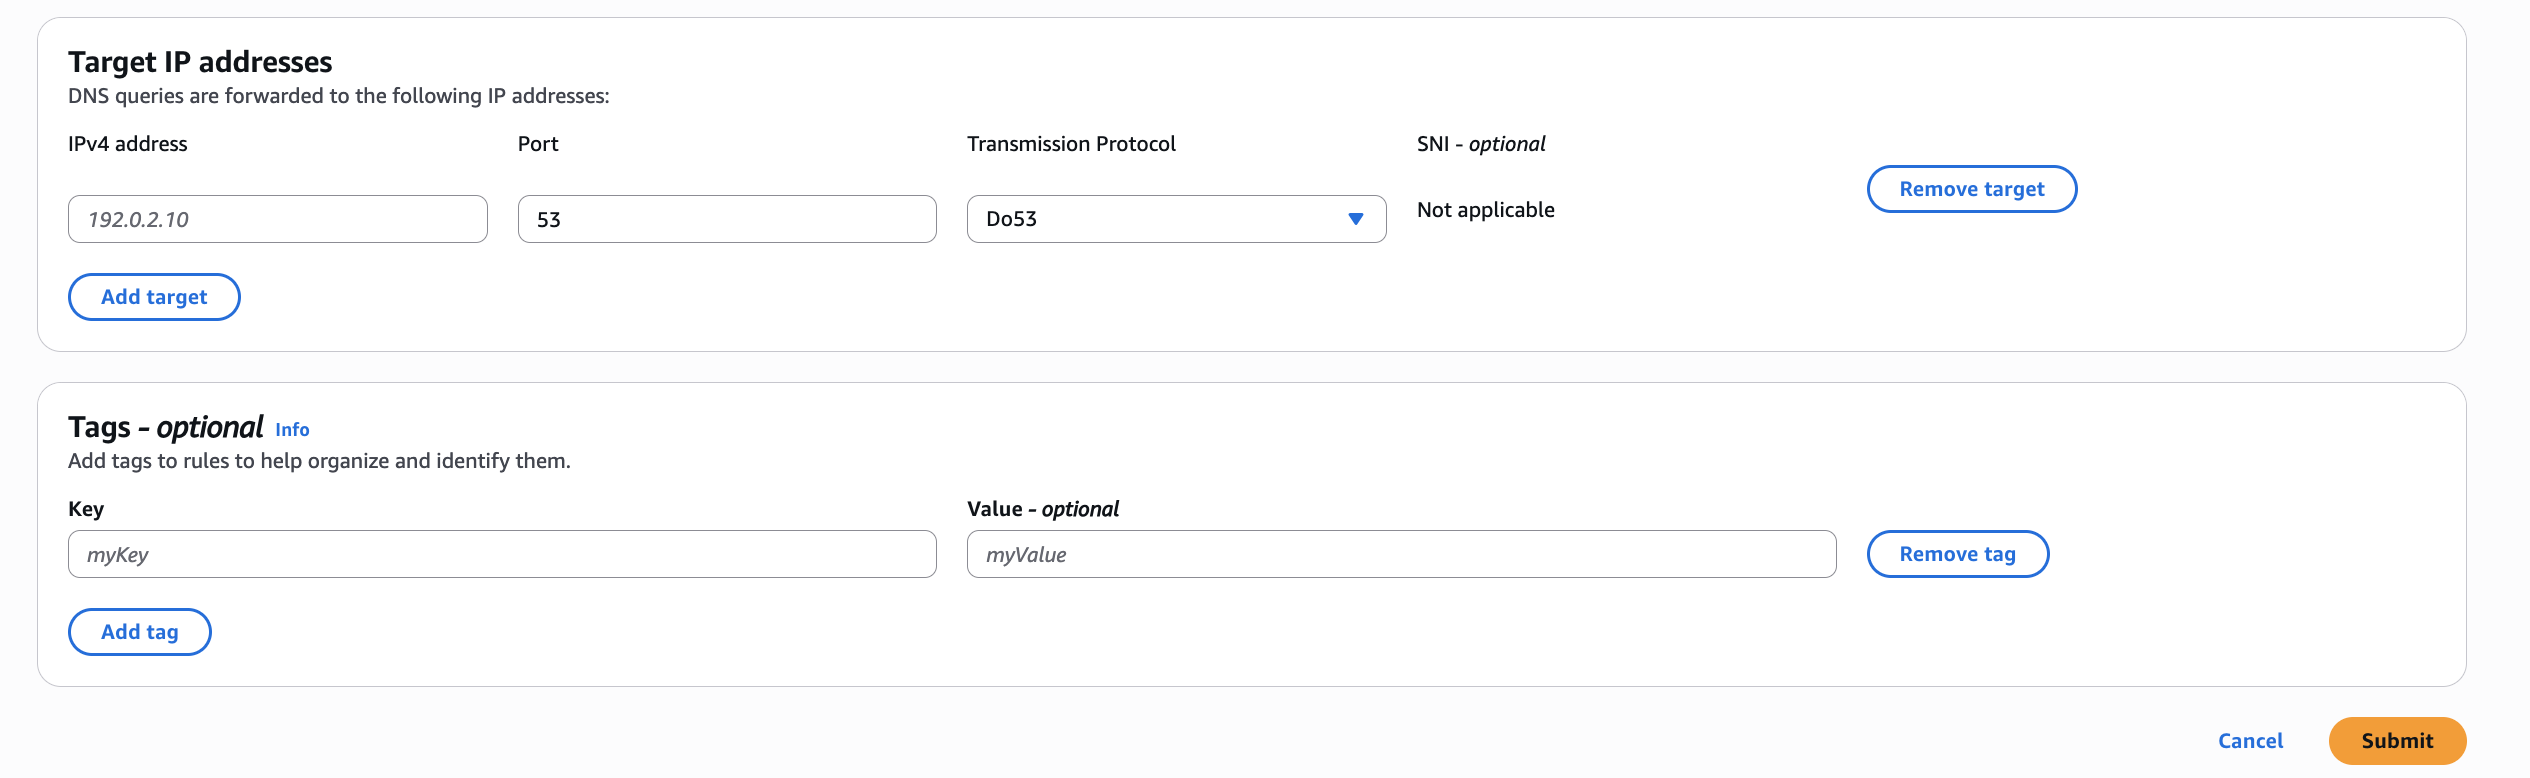 Target IP addresses
DNS queries are forwarded to the following IP addresses:
IPv4 address
Port
Transmission Protocol
SNI - optional
192.0.2.10
53
Do53
Not applicable
Remove target
Add target
Tags - optional Info
Add tags to rules to help organize and identify them.
Key
Value - optional
myKey
myValue
Remove tag
Add tag
Cancel
Submit